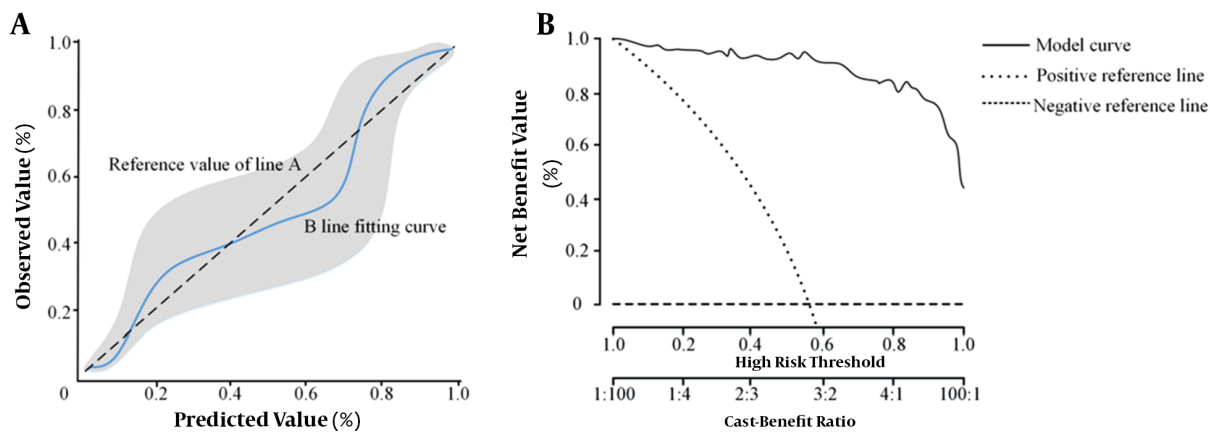 A
Observed Value (%)
1.0
0.8
0.6
0.4
0.2
0
0.2
0.4
0.6
0.8
1.0
Predicted Value (%)
Reference value of line A
B line fitting curve
B
Net Benefit Value
(%)
1.0
0.8
0.6
0.4
0.2
0
1.0
0.2
0.4
0.6
0.8
1.0
High Risk Threshold
1:100
1:4
2:3
3:2
4:1
100:1
Cast-Benefit Ratio
Model curve
Positive reference line
Negative reference line